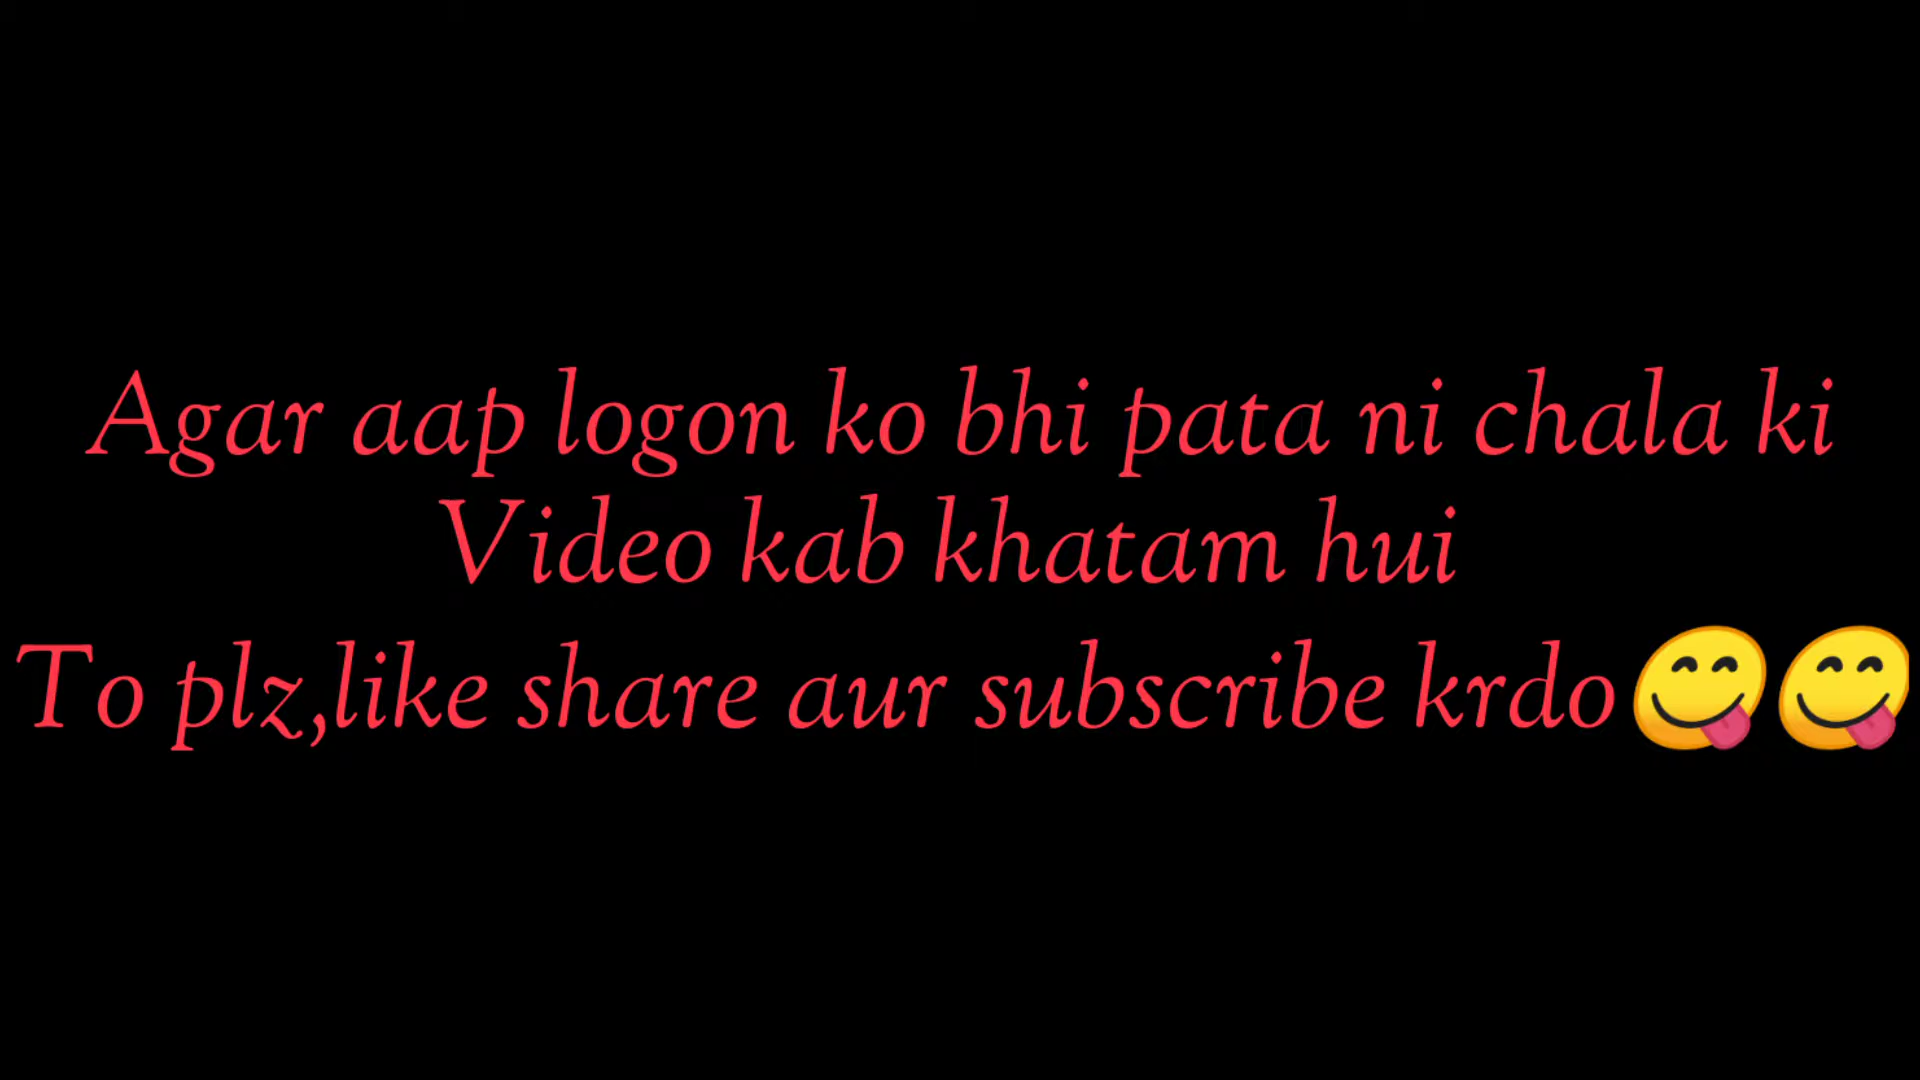 Agar aap logon ko bhi pata ni chala ki
Video kab khatam hui
To plz,like share aur subscribe krdo😋😋